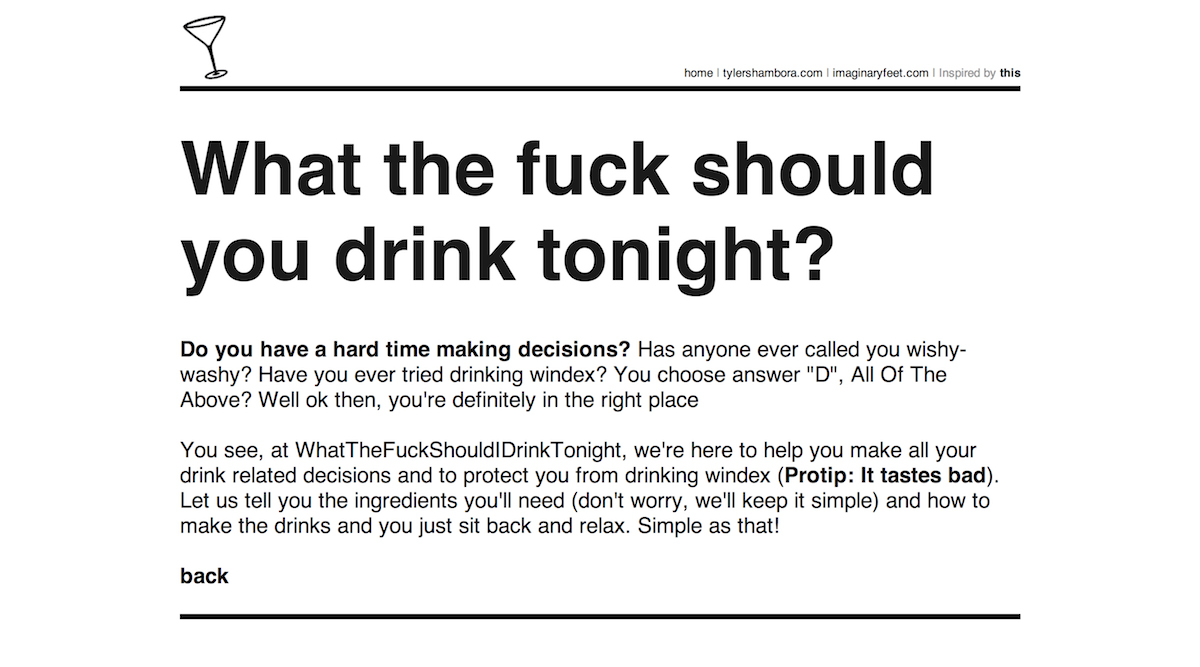 home | tylershambora.com | imaginaryfeet.com | Inspired by this
What the fuck should
you drink tonight?
Do you have a hard time making decisions? Has anyone ever called you wishy-
washy? Have you ever tried drinking windex? You choose answer "D", All Of The
Above? Well ok then, you're definitely in the right place
You see, at WhatTheFuckShouldIDrinkTonight, we're here to help you make all your
drink related decisions and to protect you from drinking windex (Protip: It tastes bad).
Let us tell you the ingredients you'll need (don't worry, we'll keep it simple) and how to
make the drinks and you just sit back and relax. Simple as that!
back